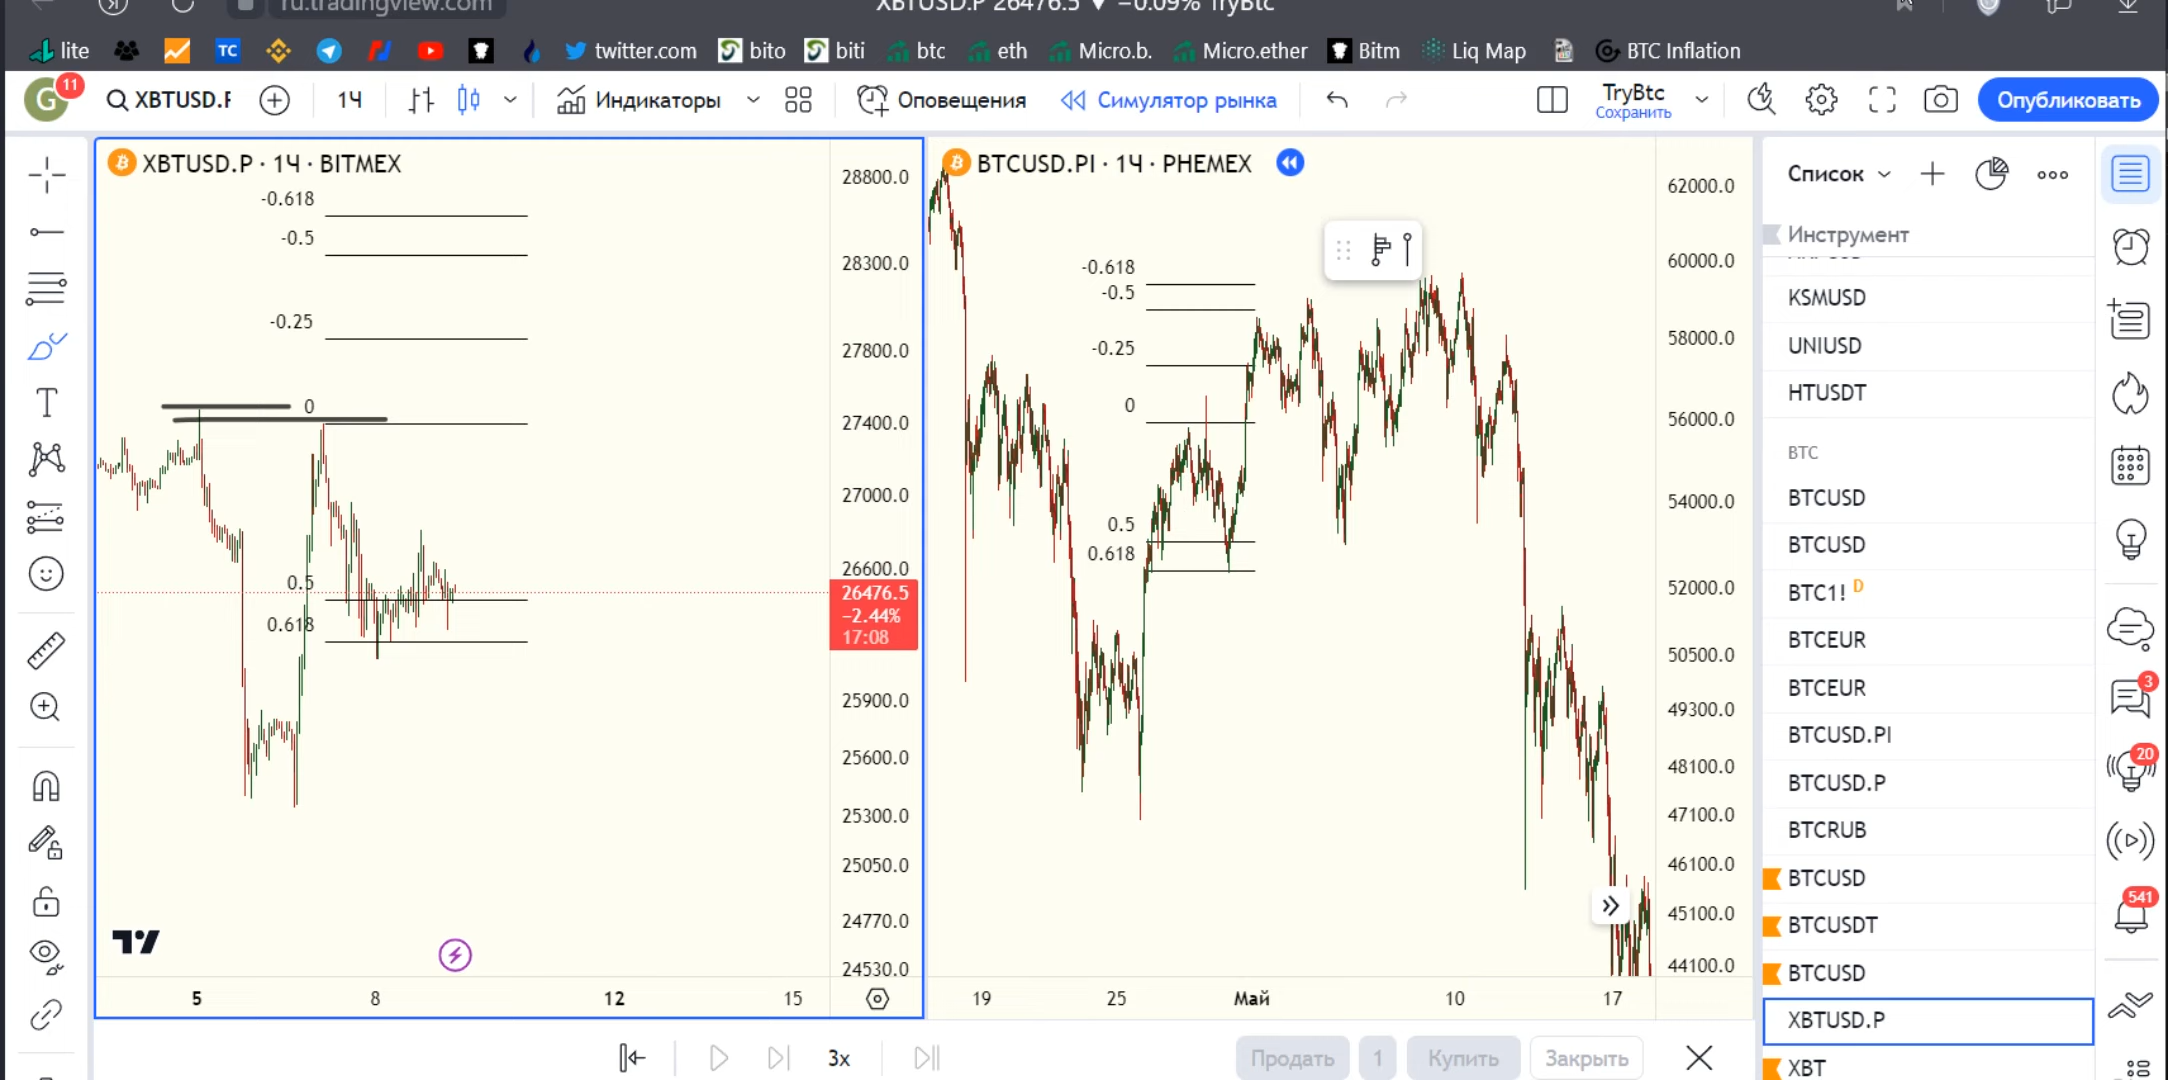 ru.tradingview.com
XBTUSD.P 26476.5 ▼ −0.09% TryBtc
lite
TC
twitter.com
bito
biti
btc
eth
Micro.b.
Micro.ether
Bitm
Liq Map
BTC Inflation
G
11
XBTUSD.F
1Ч
Индикаторы
Оповещения
Симулятор рынка
TryBtc
Сохранить
Опубликовать
XBTUSD.P · 1Ч · BITMEX
-0.618
-0.5
-0.25
0
0.5
0.618
28800.0
28300.0
27800.0
27400.0
27000.0
26600.0
26476.5
−2.44%
17:08
25900.0
25600.0
25300.0
25050.0
24770.0
24530.0
5
8
12
15
BTCUSD.PI · 1Ч · PHEMEX
-0.618
-0.5
-0.25
0
0.5
0.618
62000.0
60000.0
58000.0
56000.0
54000.0
52000.0
50500.0
49300.0
48100.0
47100.0
46100.0
45100.0
44100.0
19
25
Май
10
17
3x
Продать
1
Купить
Закрыть
Список
Инструмент
KSMUSD
UNIUSD
HTUSDT
BTC
BTCUSD
BTCUSD
BTC1! D
BTCEUR
BTCEUR
BTCUSD.PI
BTCUSD.P
BTCRUB
BTCUSD
BTCUSDT
BTCUSD
XBTUSD.P
XBT
3
20
541